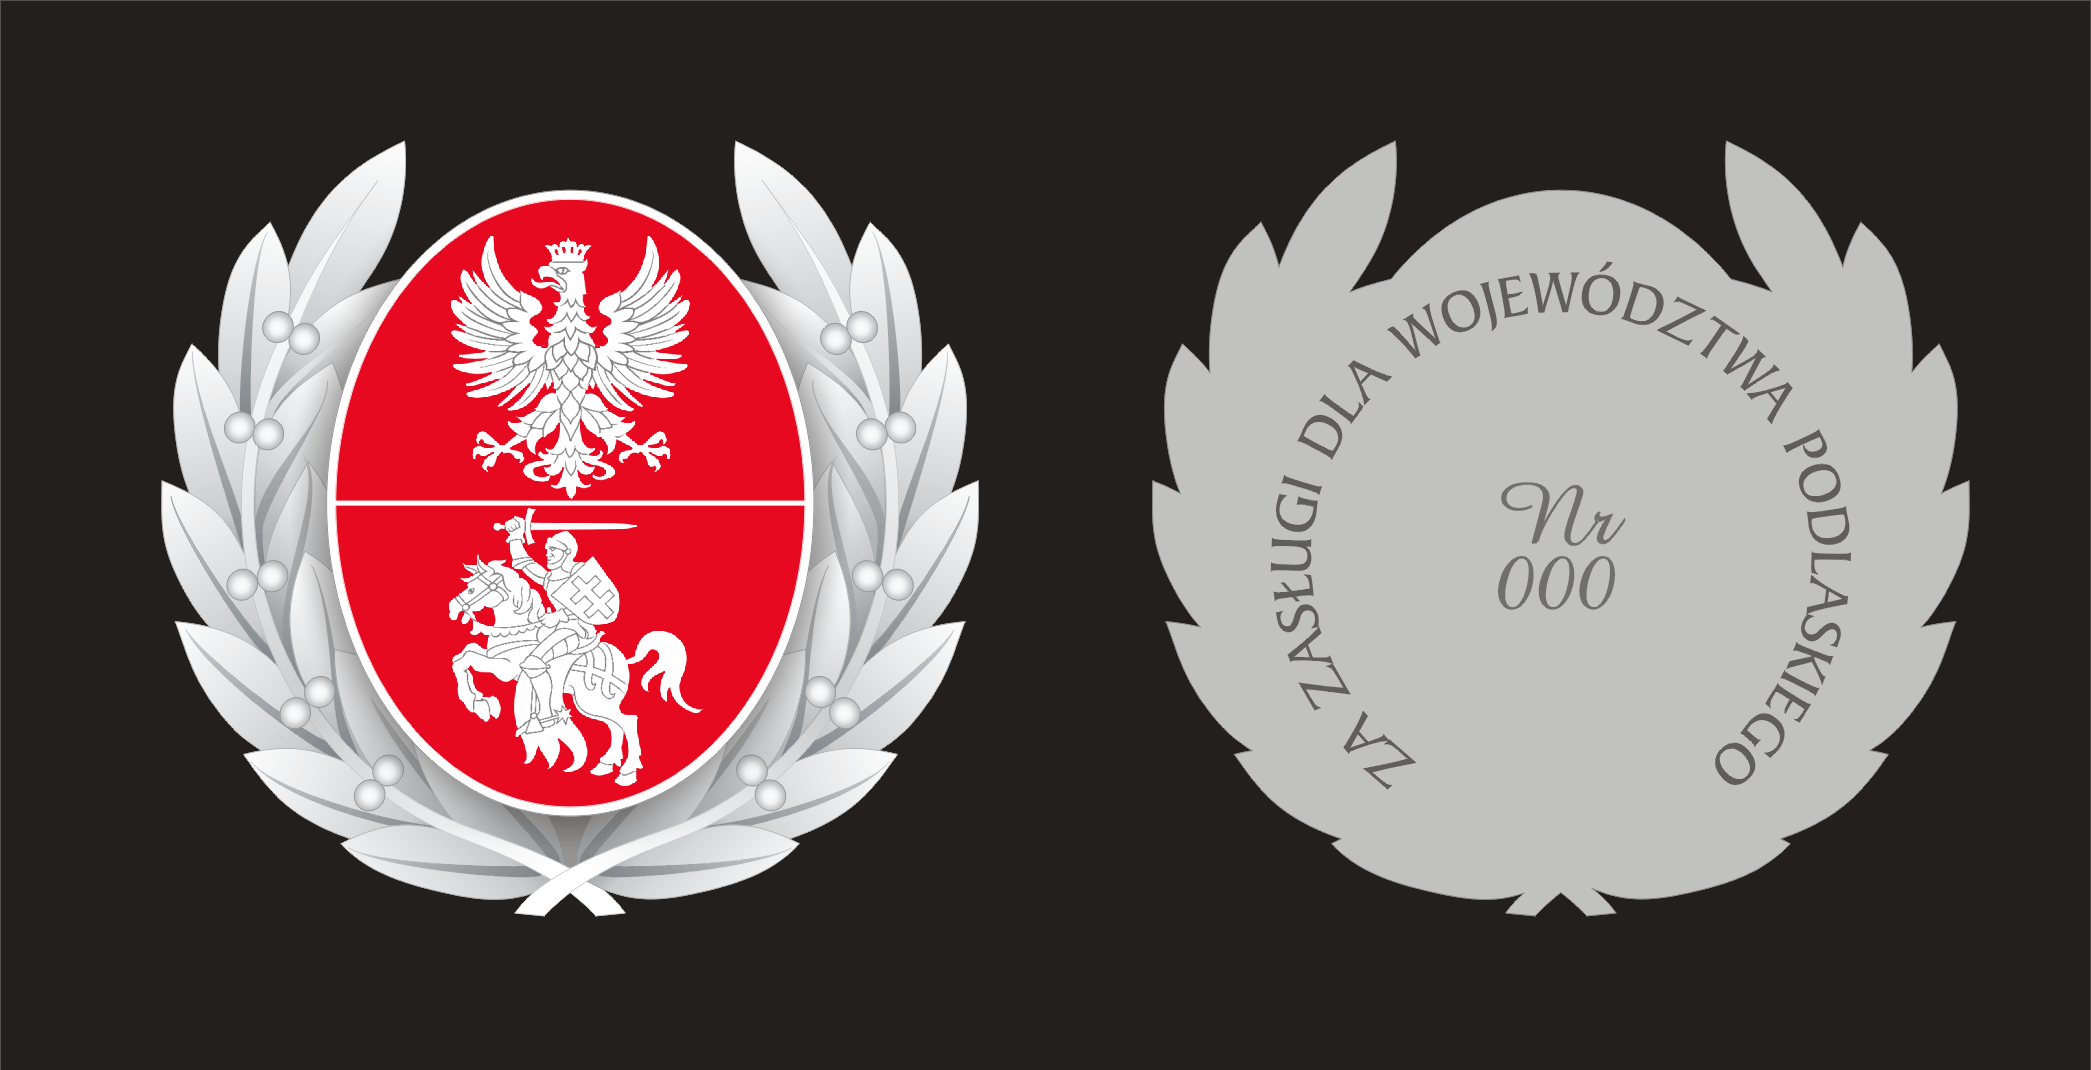 ZA ZASŁUGI DLA WOJEWÓDZTWA PODLASKIEGO
Nr
000